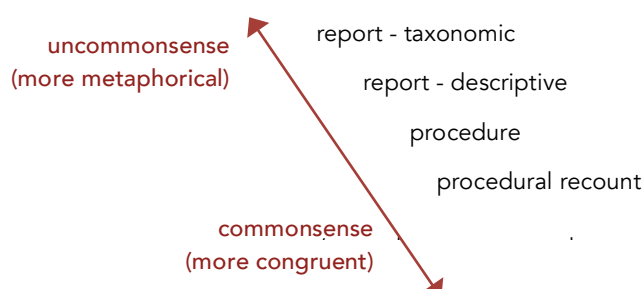 report - taxonomic
uncommonsense
(more metaphorical)
report - descriptive
procedure
procedural recount
commonsense
(more congruent)